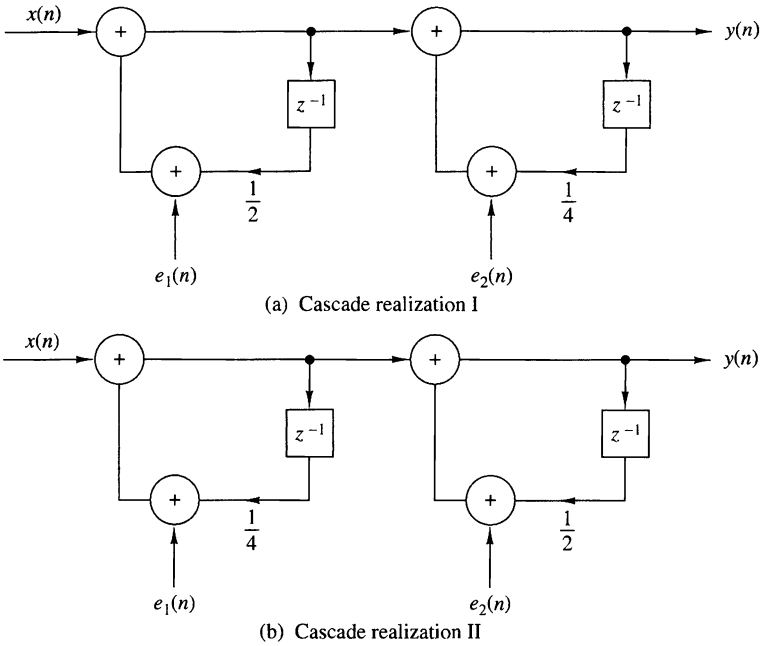 x(n) + + y(n)
z⁻¹ z⁻¹
+ 1/2 + 1/4
e₁(n) e₂(n)
(a) Cascade realization I
x(n) + + y(n)
z⁻¹ z⁻¹
+ 1/4 + 1/2
e₁(n) e₂(n)
(b) Cascade realization II